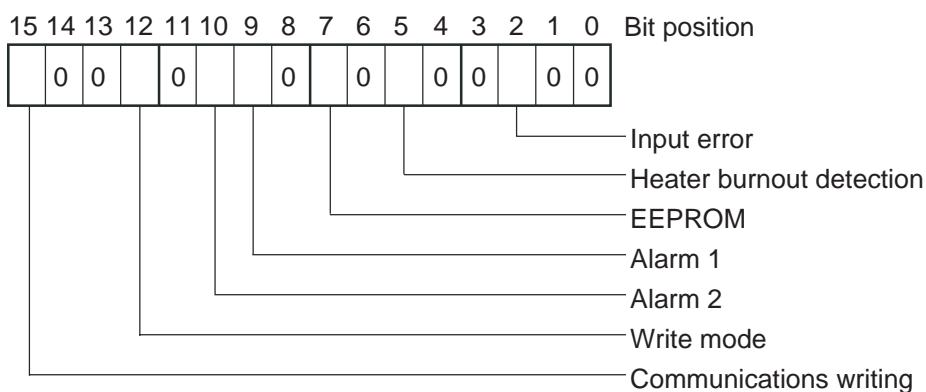 15 14 13 12 11 10 9 8 7 6 5 4 3 2 1 0 Bit position
0 0 0 0 0 0 0 0 0
Input error
Heater burnout detection
EEPROM
Alarm 1
Alarm 2
Write mode
Communications writing